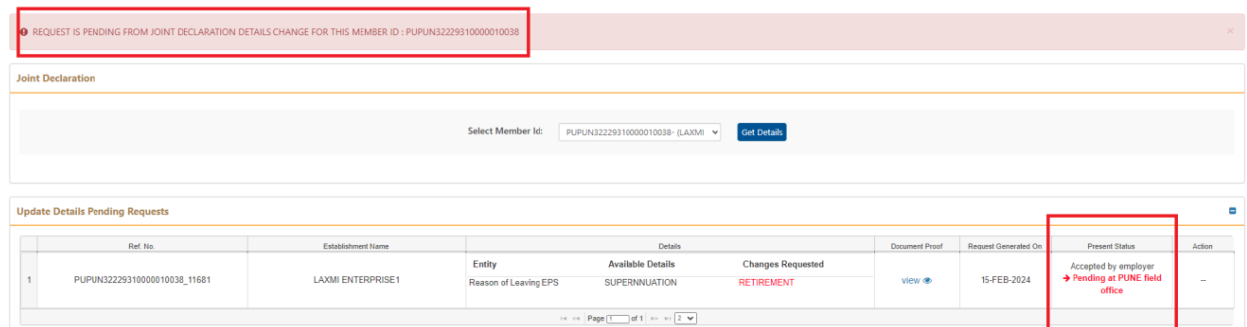 REQUEST IS PENDING FROM JOINT DECLARATION DETAILS CHANGE FOR THIS MEMBER ID : PUPUN32229310000010038 ×
Joint Declaration
Select Member Id: PUPUN32229310000010038- (LAXMI Get Details
Update Details Pending Requests
Ref. No. Establishment Name Details Document Proof Request Generated On Present Status Action
Entity Available Details Changes Requested
1 PUPUN32229310000010038_11681 LAXMI ENTERPRISE1 Reason of Leaving EPS SUPERNNUATION RETIREMENT view 15-FEB-2024 Accepted by employer --
→ Pending at PUNE field
office
Page 1 of 1 2